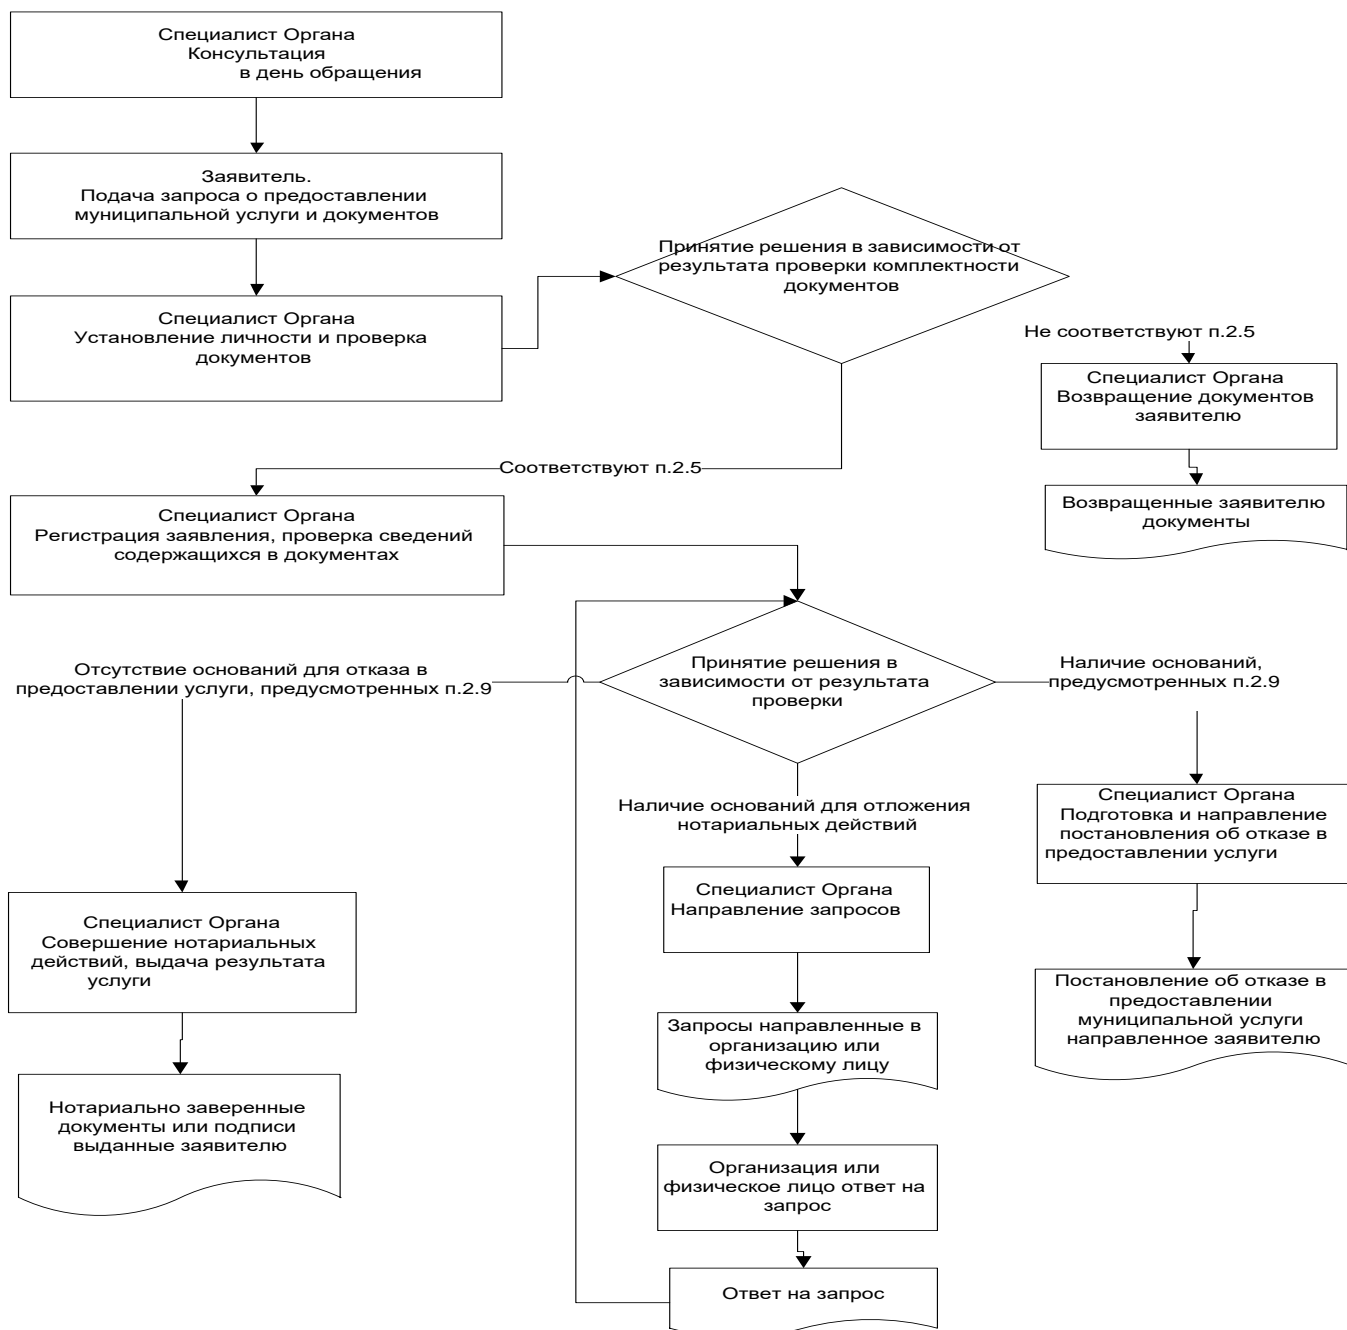 Специалист Органа
Консультация
в день обращения
Заявитель.
Подача запроса о предоставлении
муниципальной услуги и документов
Специалист Органа
Установление личности и проверка
документов
Принятие решения в зависимости от
результата проверки комплектности
документов
Не соответствуют п.2.5
Специалист Органа
Возвращение документов
заявителю
Возвращенные заявителю
документы
Соответствуют п.2.5
Специалист Органа
Регистрация заявления, проверка сведений
содержащихся в документах
Принятие решения в
зависимости от результата
проверки
Отсутствие оснований для отказа в
предоставлении услуги, предусмотренных п.2.9
Наличие оснований,
предусмотренных п.2.9
Наличие оснований для отложения
нотариальных действий
Специалист Органа
Подготовка и направление
постановления об отказе в
предоставлении услуги
Специалист Органа
Направление запросов
Специалист Органа
Совершение нотариальных
действий, выдача результата
услуги
Постановление об отказе в
предоставлении
муниципальной услуги
направленное заявителю
Запросы направленные в
организацию или
физическому лицу
Нотариально заверенные
документы или подписи
выданные заявителю
Организация или
физическое лицо ответ на
запрос
Ответ на запрос